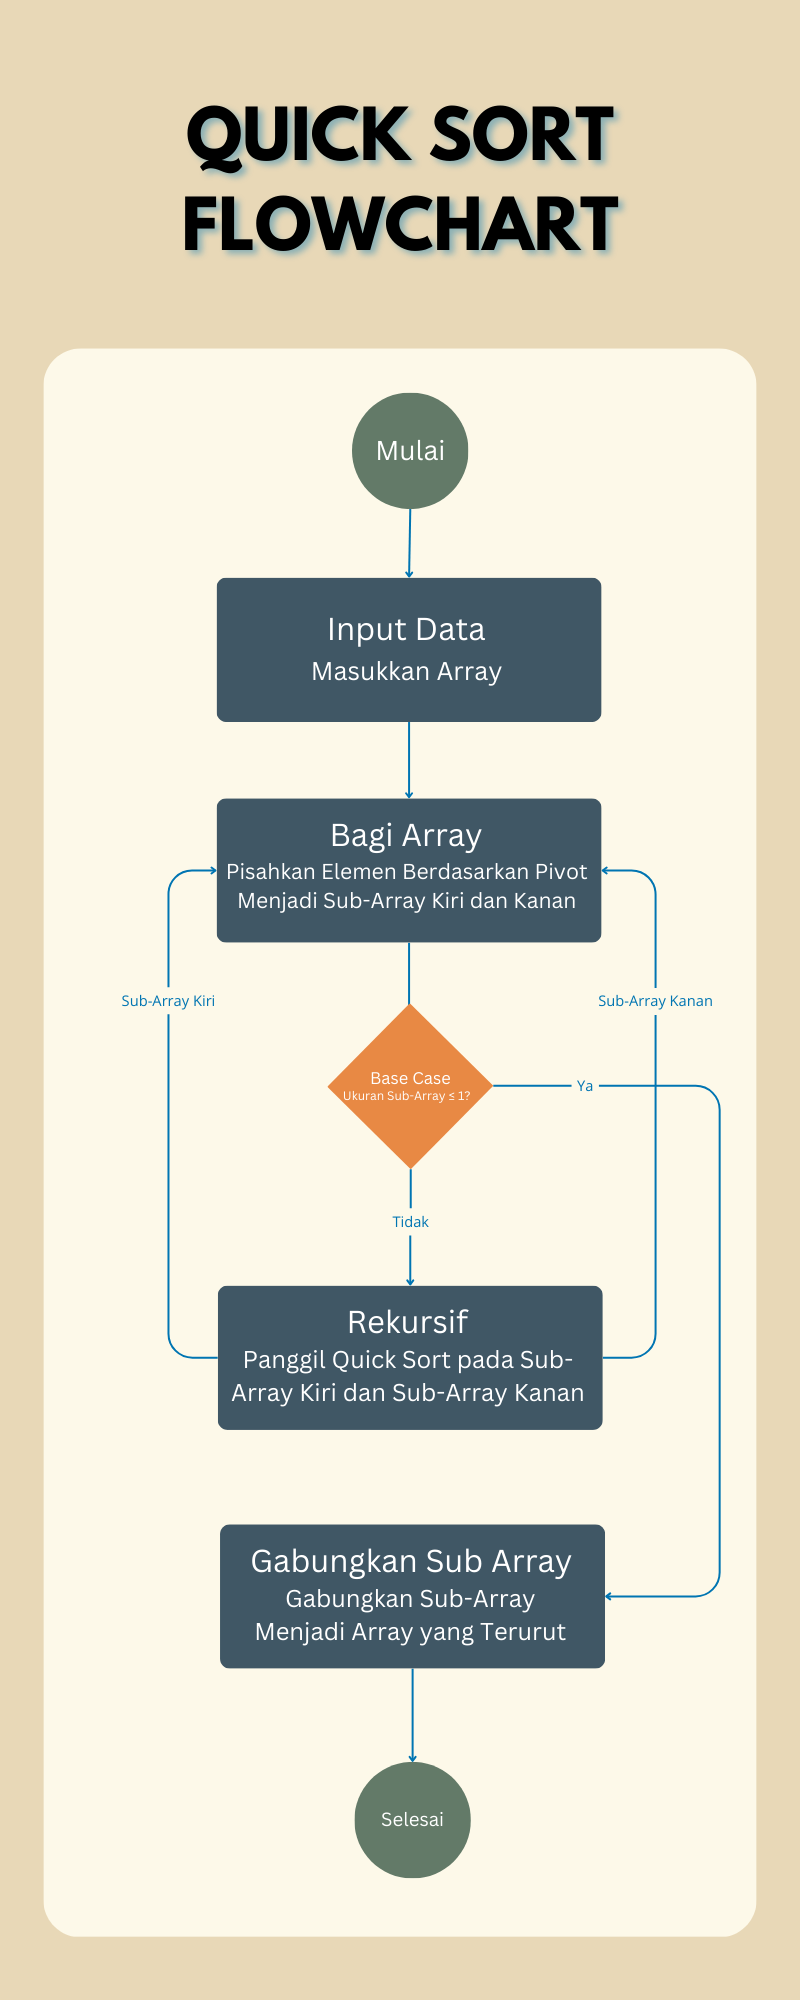 QUICK SORT
FLOWCHART
Mulai
Input Data
Masukkan Array
Bagi Array
Pisahkan Elemen Berdasarkan Pivot
Menjadi Sub-Array Kiri dan Kanan
Sub-Array Kiri
Sub-Array Kanan
Base Case
Ukuran Sub-Array ≤ 1?
Ya
Tidak
Rekursif
Panggil Quick Sort pada Sub-
Array Kiri dan Sub-Array Kanan
Gabungkan Sub Array
Gabungkan Sub-Array
Menjadi Array yang Terurut
Selesai